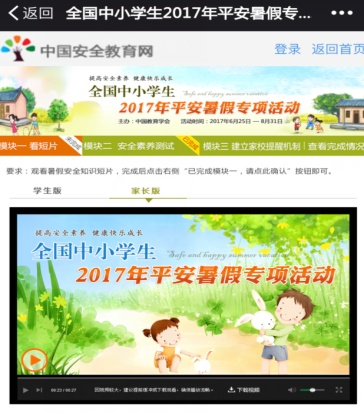 返回 全国中小学生2017年平安暑假专...
中国安全教育网 登录 返回首页
提高安全素养 健康快乐成长
全国中小学生 Safe and happy summer vacation
2017年平安暑假专项活动
主办：中国教育学会 活动时间：2017年6月25日 — 8月31日
模块一 看短片 模块二 安全素养测试 模块三 建立家校提醒机制 查看完成情况
要求：观看暑假安全知识短片，完成后点击右侧“已完成模块一，请点此确认”按钮即可。
学生版 家长版
提高安全素养 健康快乐成长
全国中小学生 Safe and happy summer vacation
2017年平安暑假专项活动
下载视频